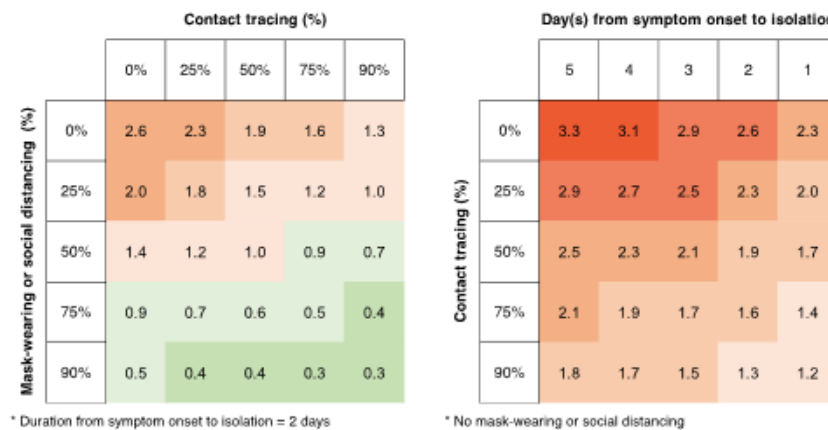 Contact tracing (%)
0% 25% 50% 75% 90%
Mask-wearing or social distancing (%)
0% 2.6 2.3 1.9 1.6 1.3
25% 2.0 1.8 1.5 1.2 1.0
50% 1.4 1.2 1.0 0.9 0.7
75% 0.9 0.7 0.6 0.5 0.4
90% 0.5 0.4 0.4 0.3 0.3
* Duration from symptom onset to isolation = 2 days
Day(s) from symptom onset to isolation
5 4 3 2 1
Contact tracing (%)
0% 3.3 3.1 2.9 2.6 2.3
25% 2.9 2.7 2.5 2.3 2.0
50% 2.5 2.3 2.1 1.9 1.7
75% 2.1 1.9 1.7 1.6 1.4
90% 1.8 1.7 1.5 1.3 1.2
* No mask-wearing or social distancing